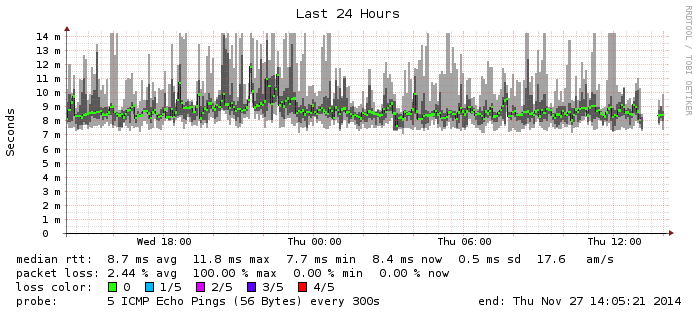 Last 24 Hours
RRDTOOL / TOBI OETIKER
Seconds
14 m
13 m
12 m
11 m
10 m
9 m
8 m
7 m
6 m
5 m
4 m
3 m
2 m
1 m
0
Wed 18:00 Thu 00:00 Thu 06:00 Thu 12:00
median rtt: 8.7 ms avg 11.8 ms max 7.7 ms min 8.4 ms now 0.5 ms sd 17.6 am/s
packet loss: 2.44 % avg 100.00 % max 0.00 % min 0.00 % now
loss color: 0 1/5 2/5 3/5 4/5
probe: 5 ICMP Echo Pings (56 Bytes) every 300s end: Thu Nov 27 14:05:21 2014